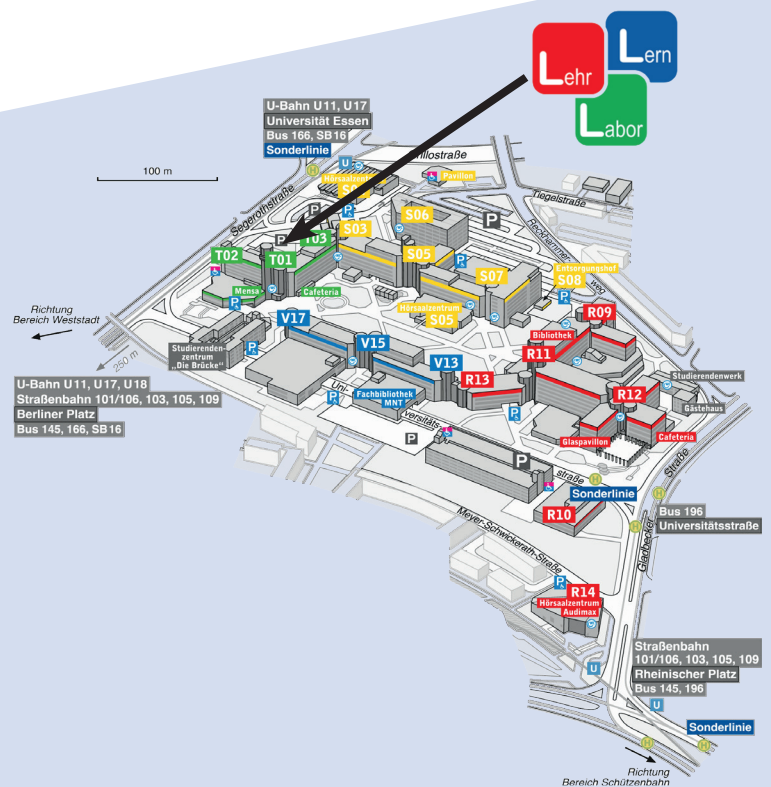 Lern
Lehr
Labor
U-Bahn U11, U17
Universität Essen
Bus 166, SB16
Sonderlinie
H
U
100 m
Segerothstraße
Hörsaalzentrum
Pavillon
Tiegelstraße
Reckhammerweg
P
S06
P
P
P
S03
T03
T02
T01
S05
P
S07
Entsorgungshof
S08
P
Mensa
Cafeteria
P
Hörsaalzentrum
S05
R09
Bibliothek
R11
Richtung
Bereich Weststadt
250 m
V17
V15
V13
R13
Studierenden-
zentrum
„Die Brücke“
P
U-Bahn U11, U17, U18
Straßenbahn 101/106, 103, 105, 109
Berliner Platz
Bus 145, 166, SB16
Uni-
P
Fachbibliothek
MNT
versitäts-
P
P
P
straße
R12
Studierendenwerk
Gästehaus
Glaspavillon
Cafeteria
H
Sonderlinie
R10
H
Bus 196
H
Universitätsstraße
Gladbecker
Straße
Meyer-Schwickerath-Straße
P
R14
Hörsaalzentrum
Audimax
Straßenbahn
101/106, 103, 105, 109
Rheinischer Platz
Bus 145, 196
U
U
Sonderlinie
H
H
Richtung
Bereich Schützenbahn